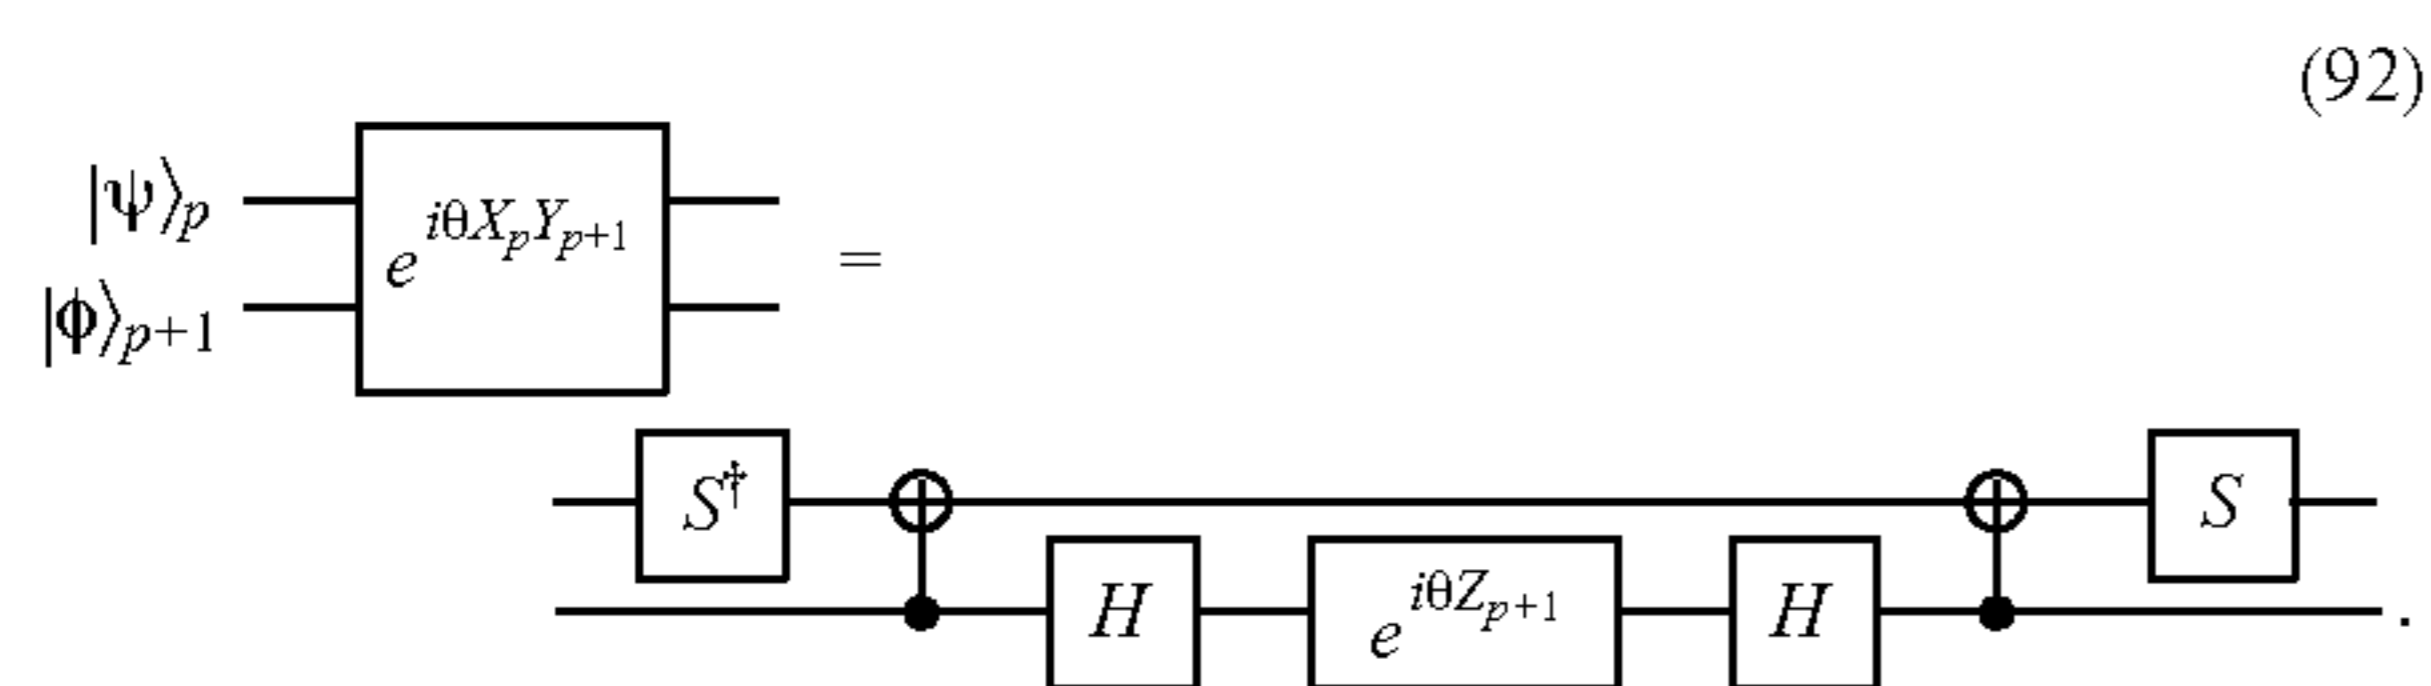 (92)
|ψ⟩p
e^{iθX_pY_{p+1}}
=
|ϕ⟩p+1
S†
S
H
e^{iθZ_{p+1}}
H
.